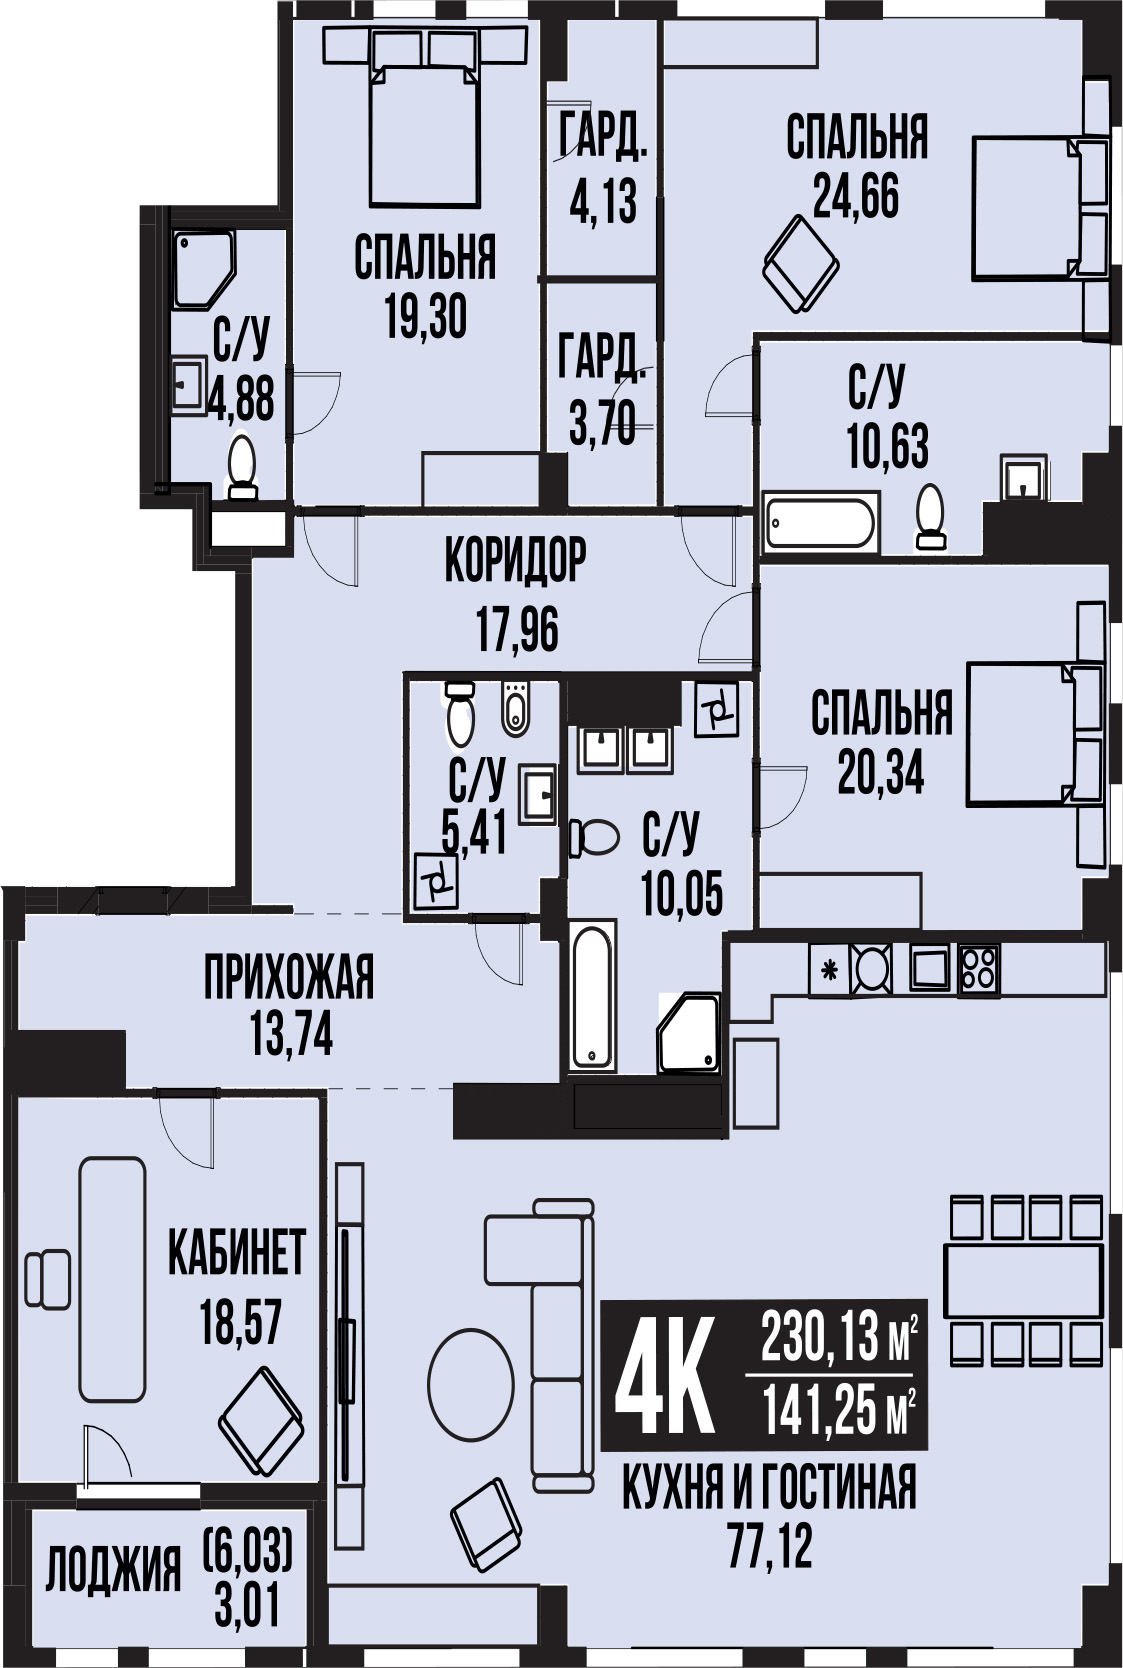 ГАРД.
4,13
СПАЛЬНЯ
24,66
СПАЛЬНЯ
19,30
С/У
4,88
ГАРД.
3,70
С/У
10,63
КОРИДОР
17,96
СПАЛЬНЯ
20,34
С/У
5,41
С/У
10,05
ПРИХОЖАЯ
13,74
КАБИНЕТ
18,57
4К
230,13 м²
141,25 м²
КУХНЯ И ГОСТИНАЯ
77,12
ЛОДЖИЯ
(6,03)
3,01